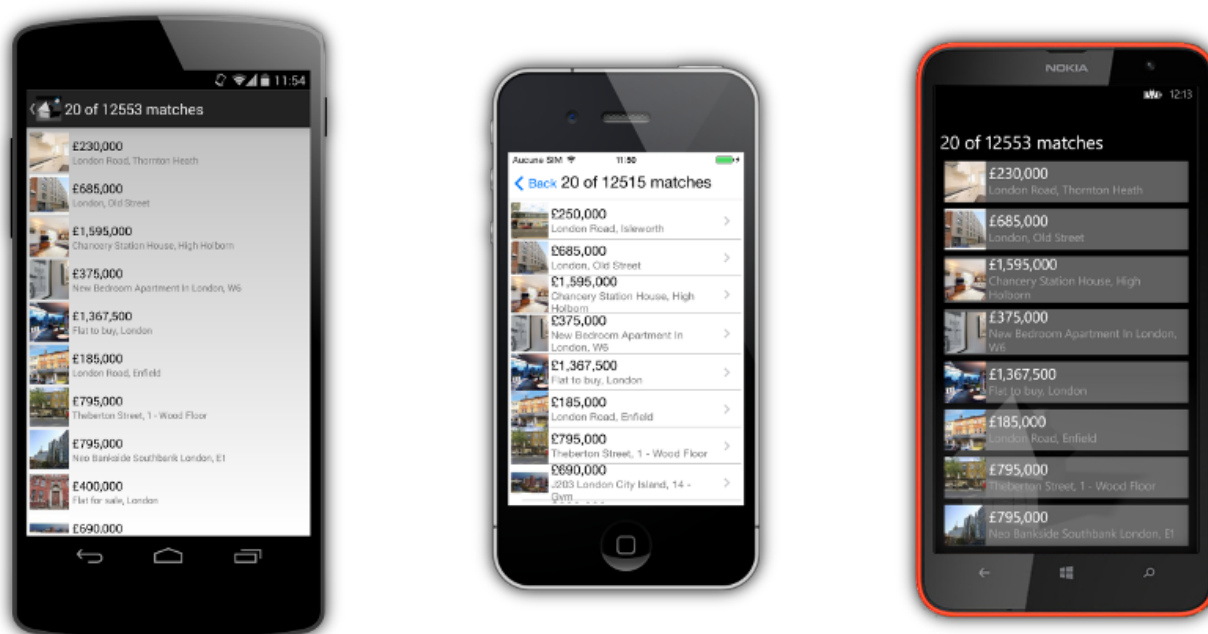 11:54
20 of 12553 matches
£230,000
London Road, Thornton Heath
£685,000
London, Old Street
£1,595,000
Chancery Station House, High Holborn
£375,000
New Bedroom Apartment In London, W6
£1,367,500
Flat to buy, London
£185,000
London Road, Enfield
£795,000
Theberton Street, 1 - Wood Floor
£795,000
Neo Bankside Southbank London, E1
£400,000
Flat for sale, London
£690,000
Aucune SIM 11:50
Back 20 of 12515 matches
£250,000
London Road, Isleworth
£685,000
London, Old Street
£1,595,000
Chancery Station House, High
Holborn
£375,000
New Bedroom Apartment In
London, W6
£1,367,500
Flat to buy, London
£185,000
London Road, Enfield
£795,000
Theberton Street, 1 - Wood Floor
£690,000
J203 London City Island, 14 -
Gym
NOKIA
12:13
20 of 12553 matches
£230,000
London Road, Thornton Heath
£685,000
London, Old Street
£1,595,000
Chancery Station House, High
Holborn
£375,000
New Bedroom Apartment In London,
W6
£1,367,500
Flat to buy, London
£185,000
London Road, Enfield
£795,000
Theberton Street, 1 - Wood Floor
£795,000
Neo Bankside Southbank London, E1